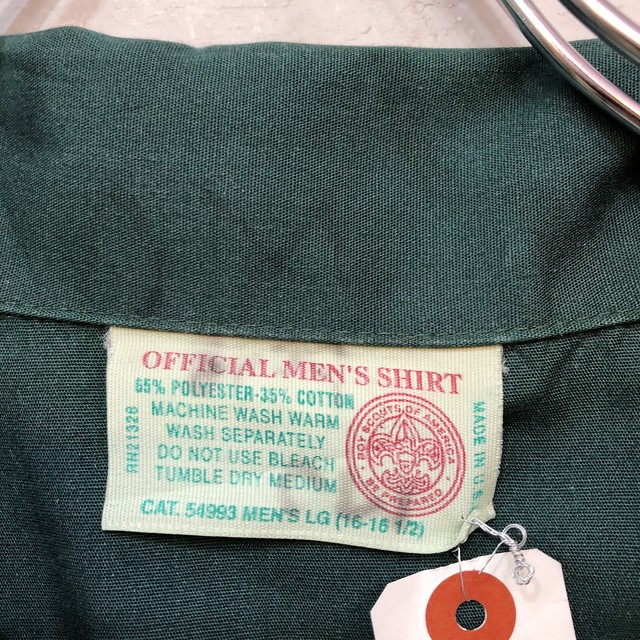 OFFICIAL MEN'S SHIRT
65% POLYESTER-35% COTTON
MACHINE WASH WARM
WASH SEPARATELY
DO NOT USE BLEACH
TUMBLE DRY MEDIUM
CAT. 54993 MEN'S LG (16-16 1/2)
RN21328
BOY SCOUTS OF AMERICA
BE PREPARED
MADE IN U.S.